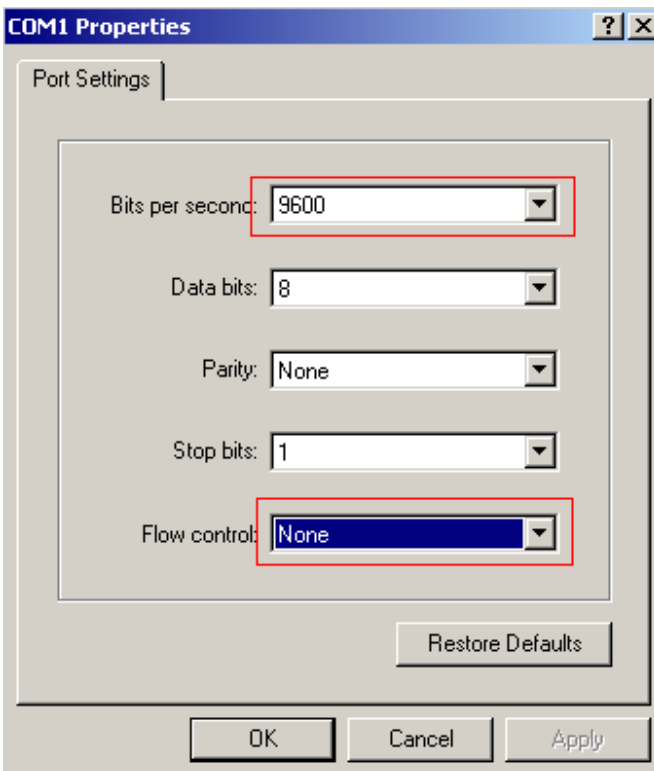 COM1 Properties
Port Settings
Bits per second: 9600
Data bits: 8
Parity: None
Stop bits: 1
Flow control: None
Restore Defaults
OK Cancel Apply